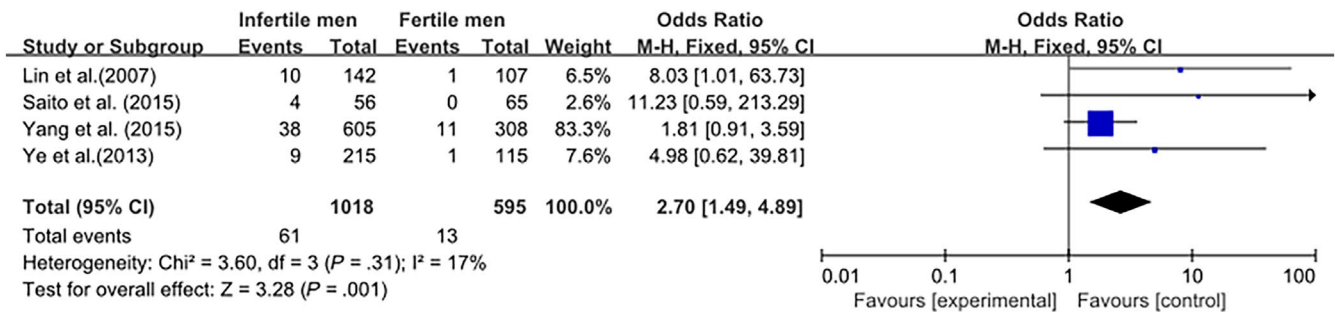 Infertile men Fertile men Odds Ratio Odds Ratio
Study or Subgroup Events Total Events Total Weight M-H, Fixed, 95% CI M-H, Fixed, 95% CI
Lin et al.(2007) 10 142 1 107 6.5% 8.03 [1.01, 63.73]
Saito et al. (2015) 4 56 0 65 2.6% 11.23 [0.59, 213.29]
Yang et al. (2015) 38 605 11 308 83.3% 1.81 [0.91, 3.59]
Ye et al.(2013) 9 215 1 115 7.6% 4.98 [0.62, 39.81]
Total (95% CI) 1018 595 100.0% 2.70 [1.49, 4.89]
Total events 61 13
Heterogeneity: Chi² = 3.60, df = 3 (P = .31); I² = 17%
Test for overall effect: Z = 3.28 (P = .001)
0.01 0.1 1 10 100
Favours [experimental] Favours [control]